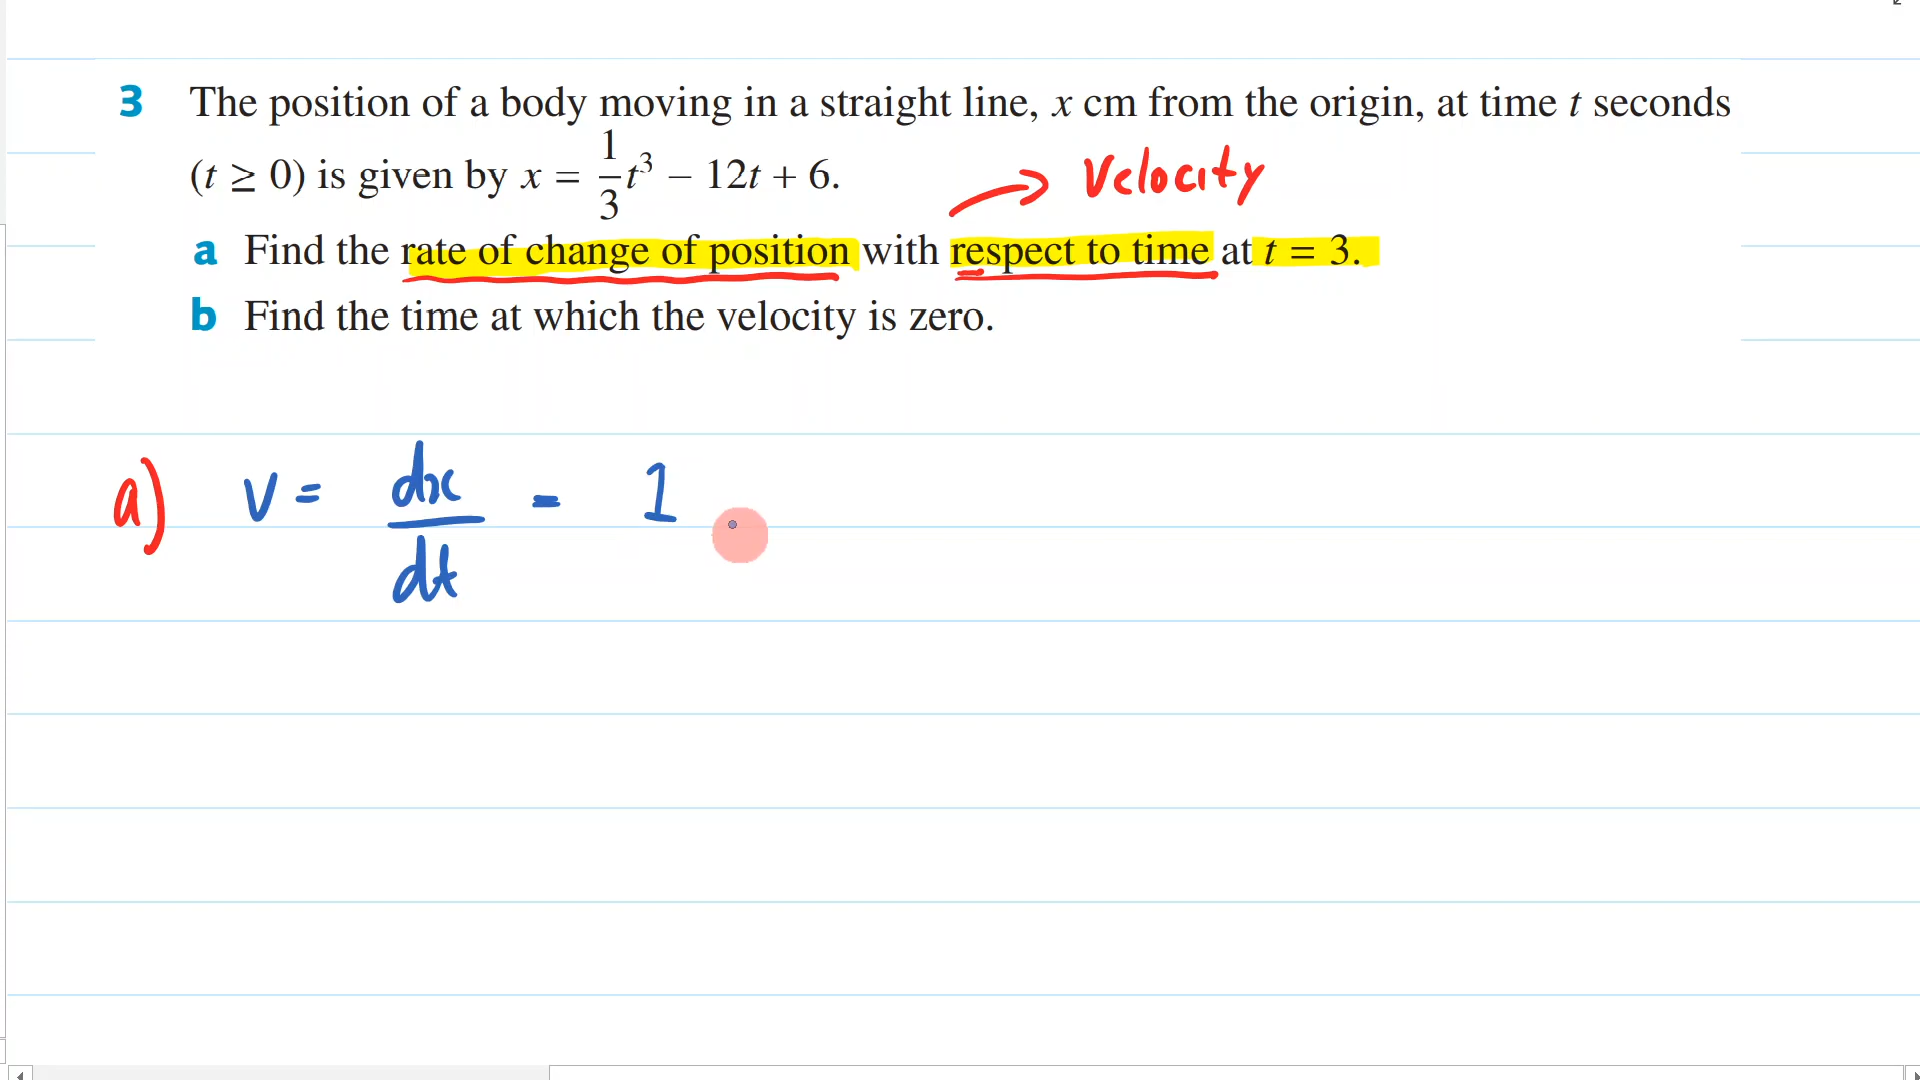 3 The position of a body moving in a straight line, x cm from the origin, at time t seconds
(t ≥ 0) is given by x = 1/3 t³ − 12t + 6.
Velocity
a Find the rate of change of position with respect to time at t = 3.
b Find the time at which the velocity is zero.
a) v = dx/dt = 1